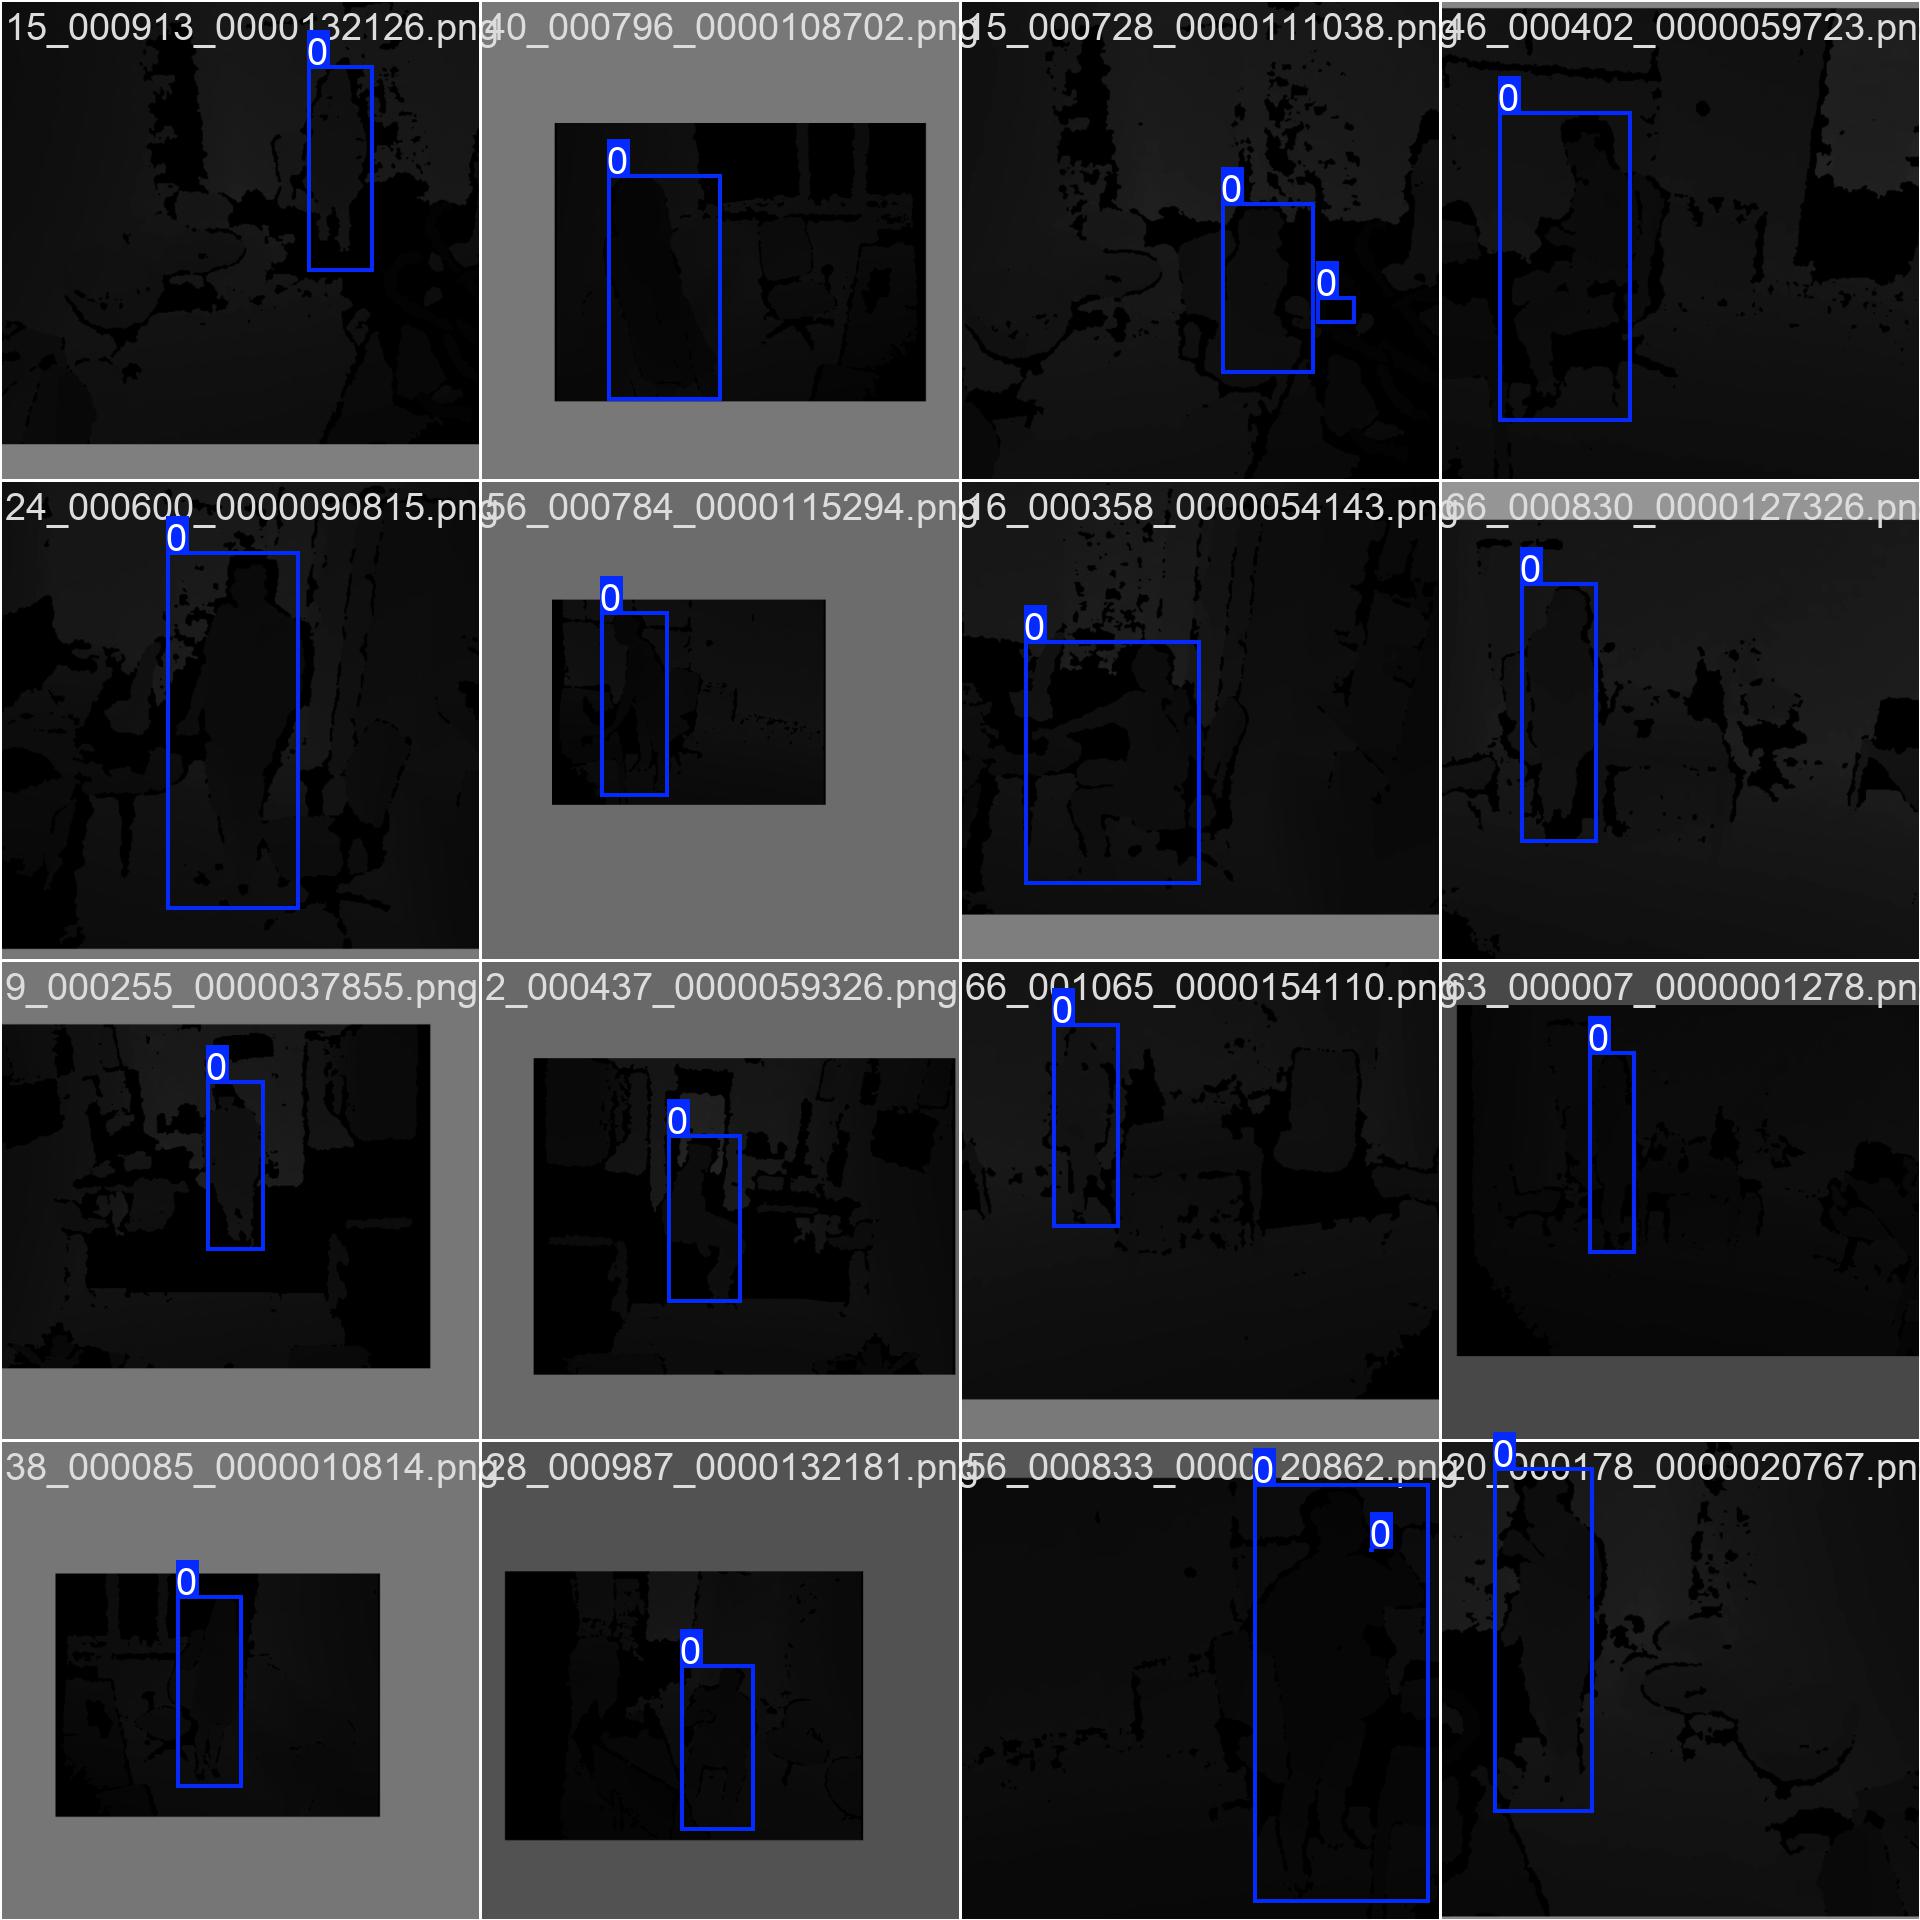 15_000913_0000132126.png
40_000796_0000108702.png
15_000728_0000111038.png
46_000402_0000059723.pn
0
0
0
0
0
24_000600_0000090815.png
56_000784_0000115294.png
16_000358_0000054143.png
66_000830_0000127326.pn
0
0
0
0
9_000255_0000037855.png
2_000437_0000059326.png
66_001065_0000154110.png
63_000007_0000001278.pn
0
0
0
0
38_000085_0000010814.png
28_000987_0000132181.png
56_000833_0000120862.png
20_000178_0000020767.pn
0
0
0
0
0